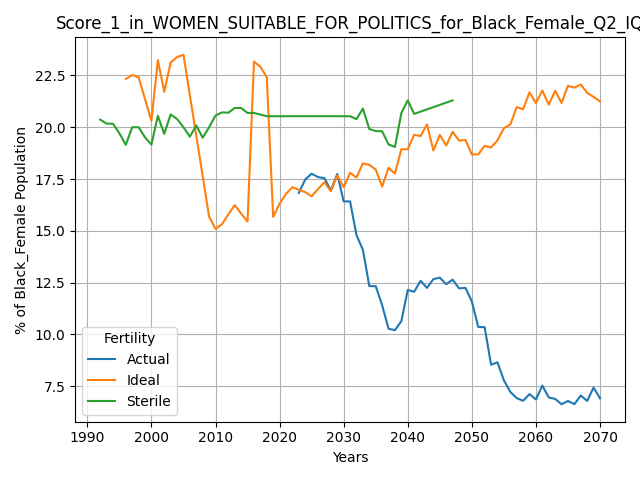 Score_1_in_WOMEN_SUITABLE_FOR_POLITICS_for_Black_Female_Q2_IQ
% of Black_Female Population
22.5
20.0
17.5
15.0
12.5
10.0
7.5
Fertility
Actual
Ideal
Sterile
1990 2000 2010 2020 2030 2040 2050 2060 2070
Years